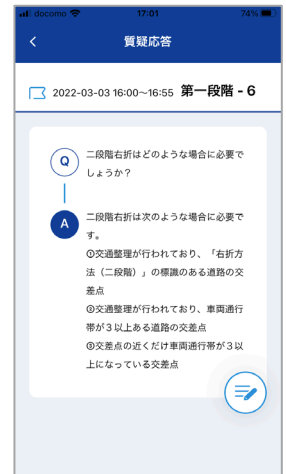 docomo 17:01 74%
質疑応答
2022-03-03 16:00~16:55 第一段階 - 6
Q 二段階右折はどのような場合に必要で
しょうか？
A 二段階右折は次のような場合に必要で
す。
①交通整理が行われており、「右折方
法（二段階）」の標識のある道路の交
差点
②交通整理が行われており、車両通行
帯が３以上ある道路の交差点
③交差点の近くだけ車両通行帯が３以
上になっている交差点